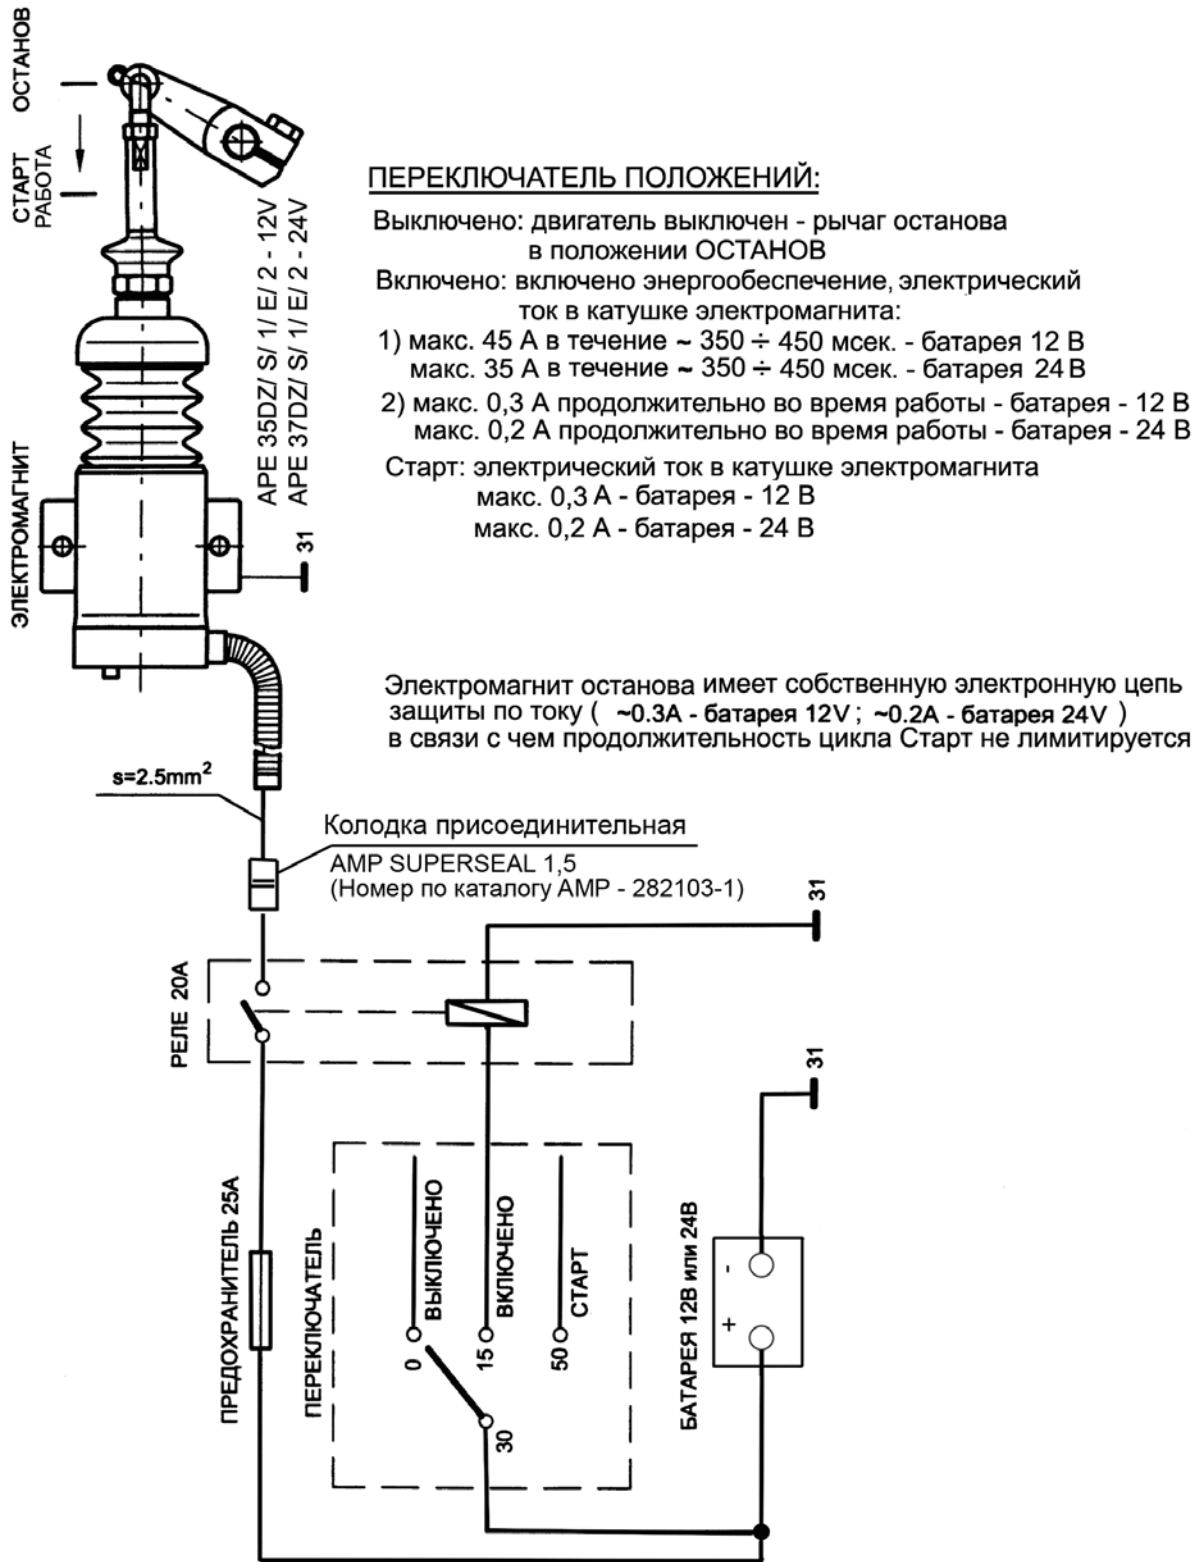 ОСТАНОВ
СТАРТ
РАБОТА
ЭЛЕКТРОМАГНИТ
APE 35DZ/ S/ 1/ E/ 2 - 12V
APE 37DZ/ S/ 1/ E/ 2 - 24V
31
ПЕРЕКЛЮЧАТЕЛЬ ПОЛОЖЕНИЙ:
Выключено: двигатель выключен - рычаг останова
в положении ОСТАНОВ
Включено: включено энергообеспечение, электрический
ток в катушке электромагнита:
1) макс. 45 А в течение ~ 350 ÷ 450 мсек. - батарея 12 В
макс. 35 А в течение ~ 350 ÷ 450 мсек. - батарея 24 В
2) макс. 0,3 А продолжительно во время работы - батарея - 12 В
макс. 0,2 А продолжительно во время работы - батарея - 24 В
Старт: электрический ток в катушке электромагнита
макс. 0,3 А - батарея - 12 В
макс. 0,2 А - батарея - 24 В
Электромагнит останова имеет собственную электронную цепь
защиты по току ( ~0.3A - батарея 12V ; ~0.2A - батарея 24V )
в связи с чем продолжительность цикла Старт не лимитируется
s=2.5mm²
Колодка присоединительная
AMP SUPERSEAL 1,5
(Номер по каталогу AMP - 282103-1)
31
РЕЛЕ 20А
31
ПРЕДОХРАНИТЕЛЬ 25А
ПЕРЕКЛЮЧАТЕЛЬ
ВЫКЛЮЧЕНО
ВКЛЮЧЕНО
СТАРТ
0
15
50
30
БАТАРЕЯ 12В или 24В
-
+